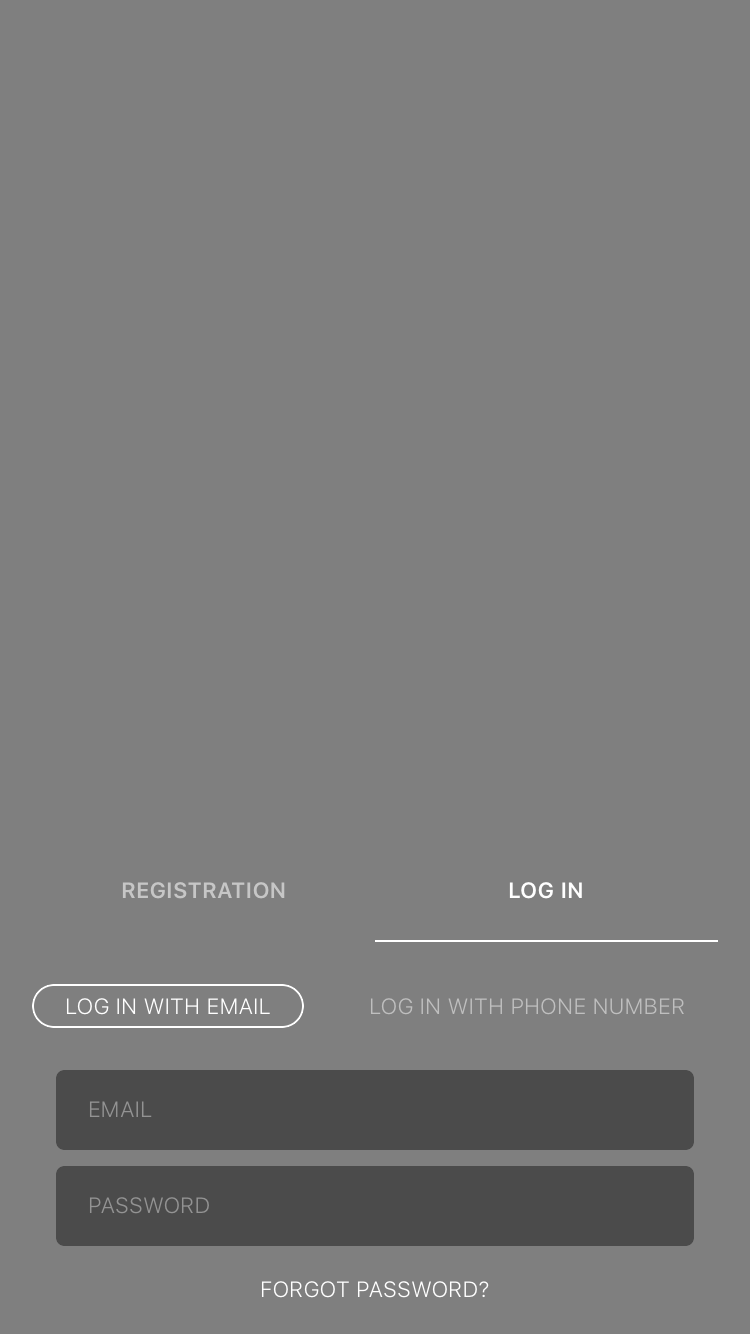 REGISTRATION
LOG IN
LOG IN WITH EMAIL
LOG IN WITH PHONE NUMBER
EMAIL
PASSWORD
FORGOT PASSWORD?